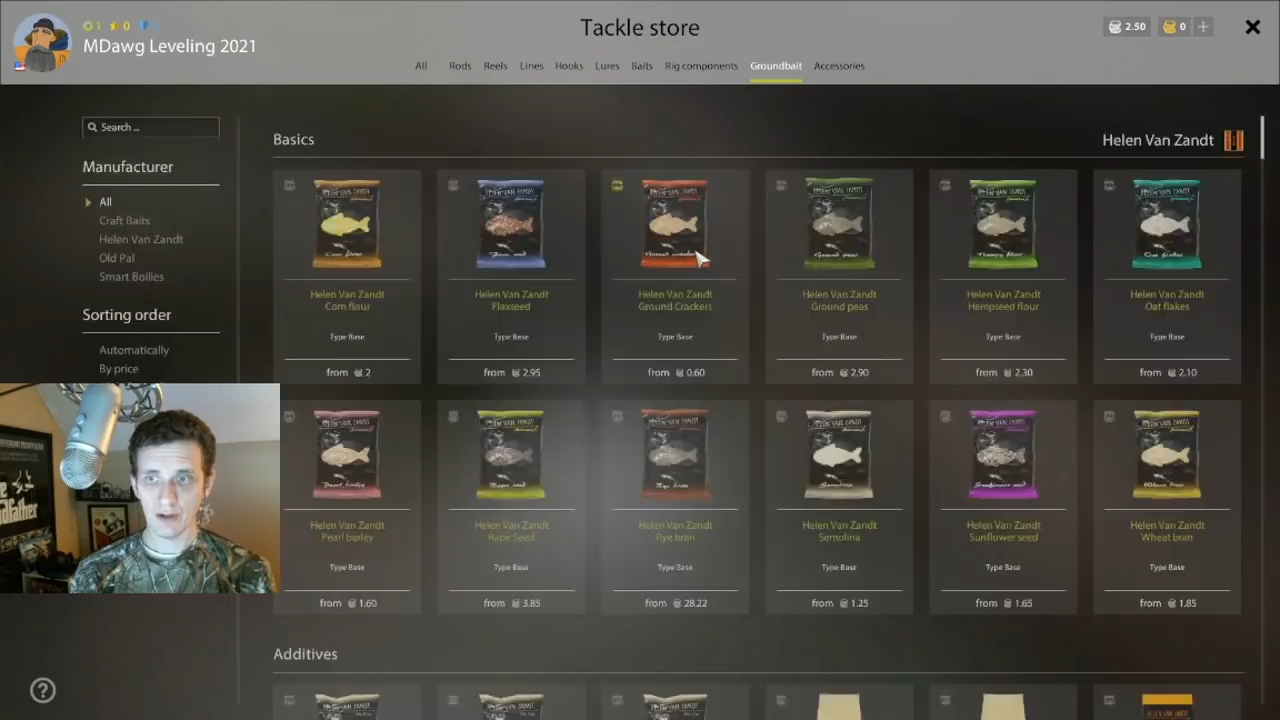 1 0
MDawg Leveling 2021
Tackle store
2.50 0 +
All Rods Reels Lines Hooks Lures Baits Rig components Groundbait Accessories
Search ...
Manufacturer
All
Craft Baits
Helen Van Zandt
Old Pal
Smart Boilies
Sorting order
Automatically
By price
Basics
Helen Van Zandt
Helen Van Zandt
Corn flour
Type Base
from 2
Helen Van Zandt
Flaxseed
Type Base
from 2.95
Helen Van Zandt
Ground Crackers
Type Base
from 0.60
Helen Van Zandt
Ground peas
Type Base
from 2.90
Helen Van Zandt
Hempseed flour
Type Base
from 2.30
Helen Van Zandt
Oat flakes
Type Base
from 2.10
Helen Van Zandt
Pearl barley
Type Base
from 1.60
Helen Van Zandt
Rape Seed
Type Base
from 3.85
Helen Van Zandt
Rye bran
Type Base
from 28.22
Helen Van Zandt
Semolina
Type Base
from 1.25
Helen Van Zandt
Sunflower seed
Type Base
from 1.65
Helen Van Zandt
Wheat bran
Type Base
from 1.85
Additives
?